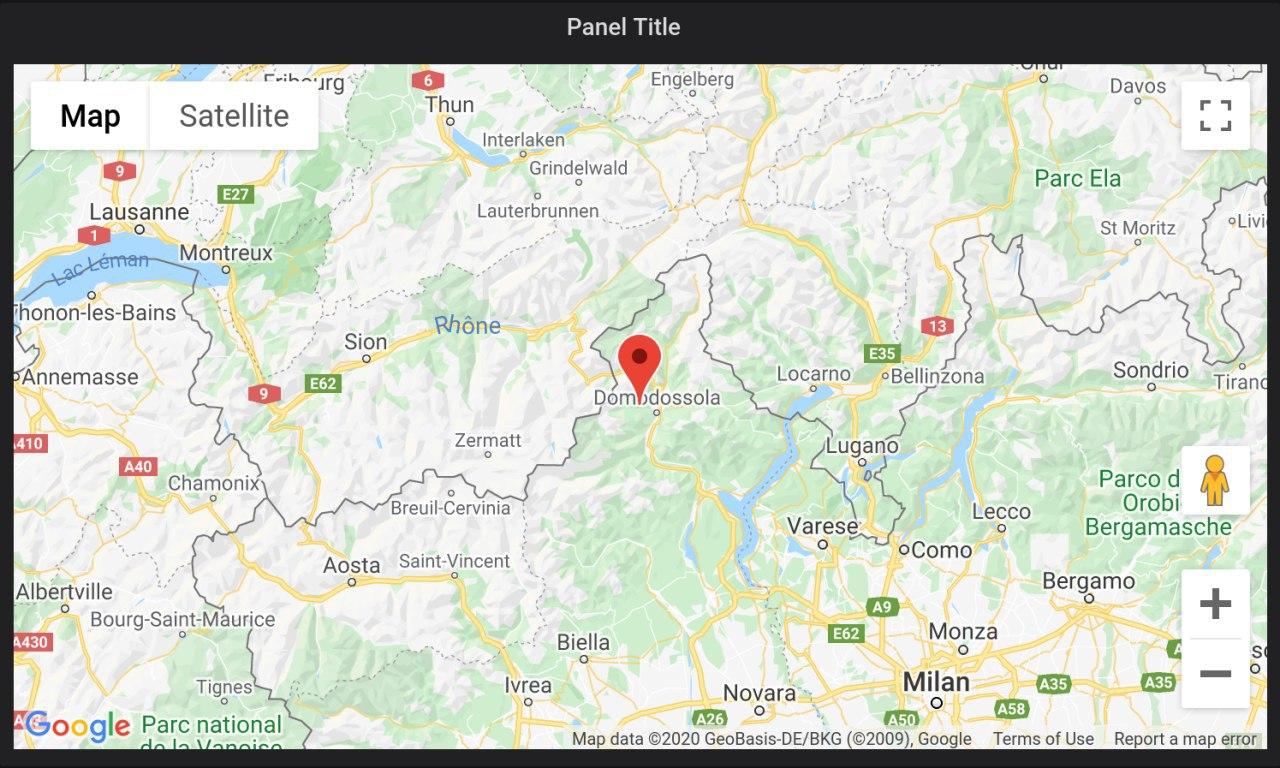 Panel Title
Map
Satellite
Fribourg
6
Engelberg
Davos
Thun
Interlaken
Grindelwald
Lauterbrunnen
9
E27
Parc Ela
Lausanne
1
Montreux
Lac Léman
St Moritz
Thonon-les-Bains
Rhône
13
Sion
E35
Annemasse
9
E62
Locarno
Bellinzona
Sondrio
Domodossola
A410
A40
Zermatt
Lugano
Chamonix
Breuil-Cervinia
Parco d
Orobi
Bergamasche
Varese
Lecco
Como
Aosta
Saint-Vincent
Albertville
Bergamo
Bourg-Saint-Maurice
A9
E62
Monza
A430
Biella
Tignes
Ivrea
Milan
Novara
A35
A35
A26
A50
A58
Google
Parc national
de la Vanoise
Map data ©2020 GeoBasis-DE/BKG (©2009), Google
Terms of Use
Report a map error